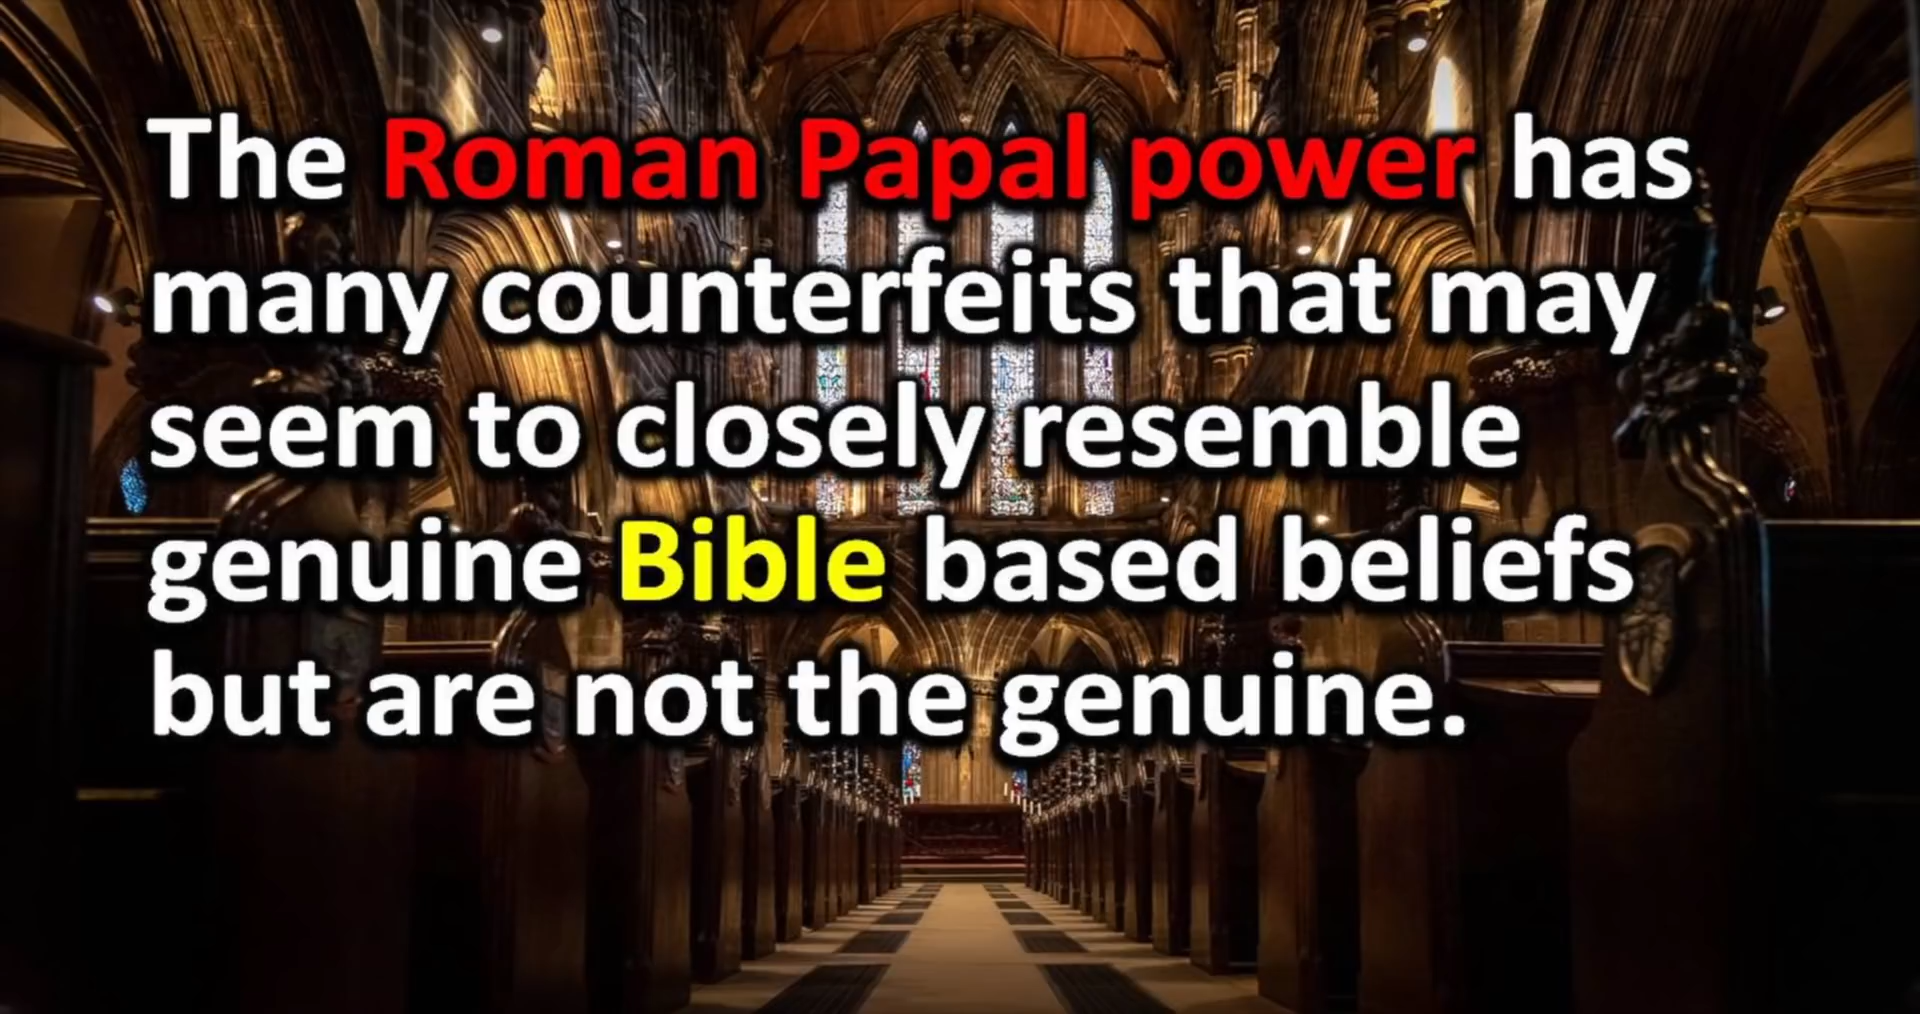 The Roman Papal power has
many counterfeits that may
seem to closely resemble
genuine Bible based beliefs
but are not the genuine.